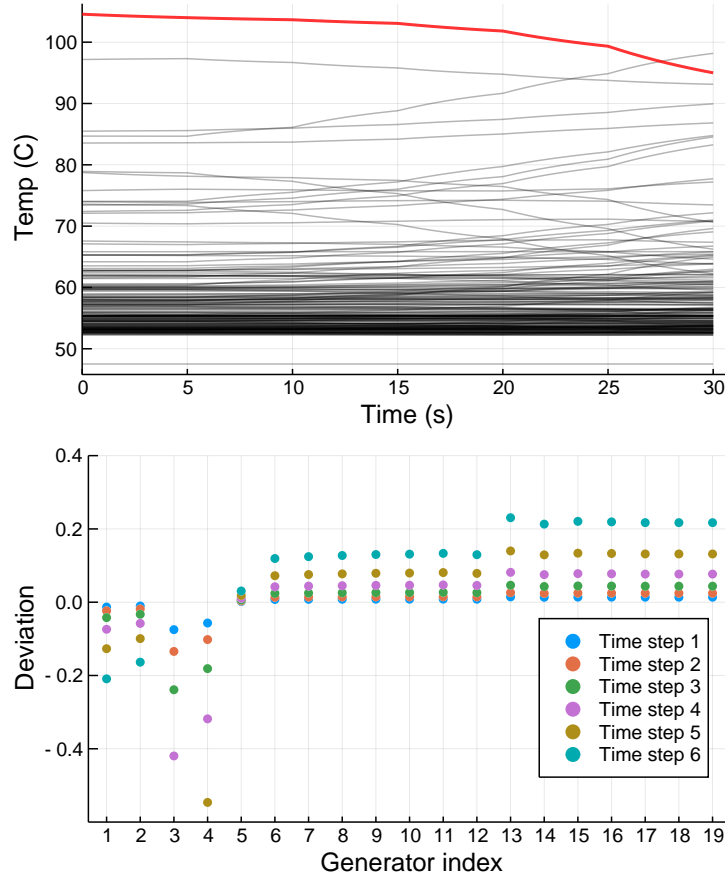 100
90
80
70
60
50
Temp (C)
0 5 10 15 20 25 30
Time (s)
0.4
0.2
0.0
- 0.2
- 0.4
Deviation
Time step 1
Time step 2
Time step 3
Time step 4
Time step 5
Time step 6
1 2 3 4 5 6 7 8 9 10 11 12 13 14 15 16 17 18 19
Generator index